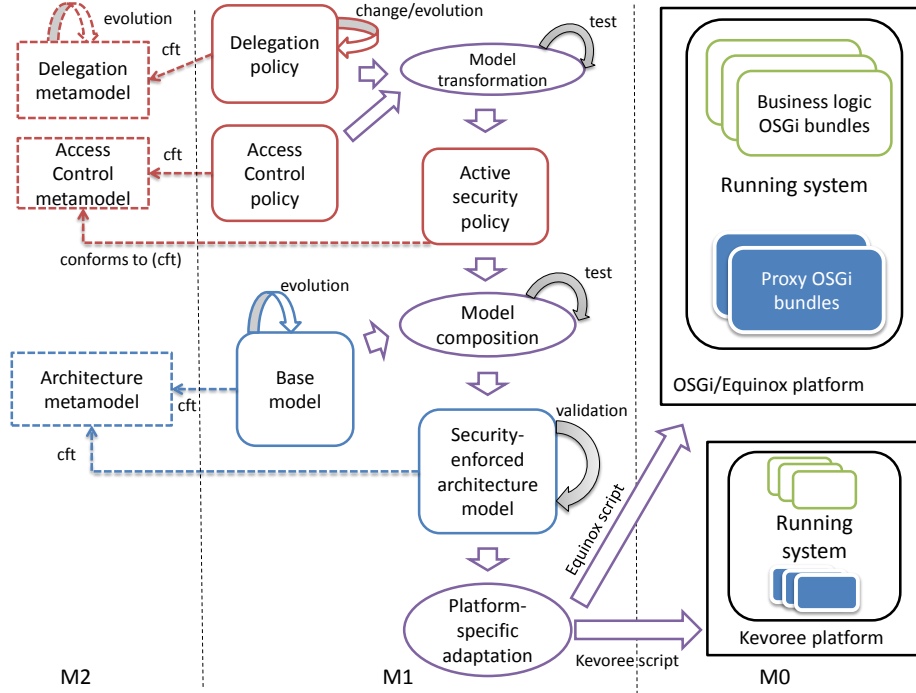 evolution
cft
Delegation
metamodel
Access
Control
metamodel
cft
conforms to (cft)
Architecture
metamodel
cft
cft
M2
change/evolution
Delegation
policy
test
Model
transformation
Access
Control
policy
Active
security
policy
evolution
test
Model
composition
Base
model
validation
Security-
enforced
architecture
model
Equinox script
Platform-
specific
adaptation
Kevoree script
M1
Business logic
OSGi bundles
Running system
Proxy OSGi
bundles
OSGi/Equinox platform
Running
system
Kevoree platform
M0